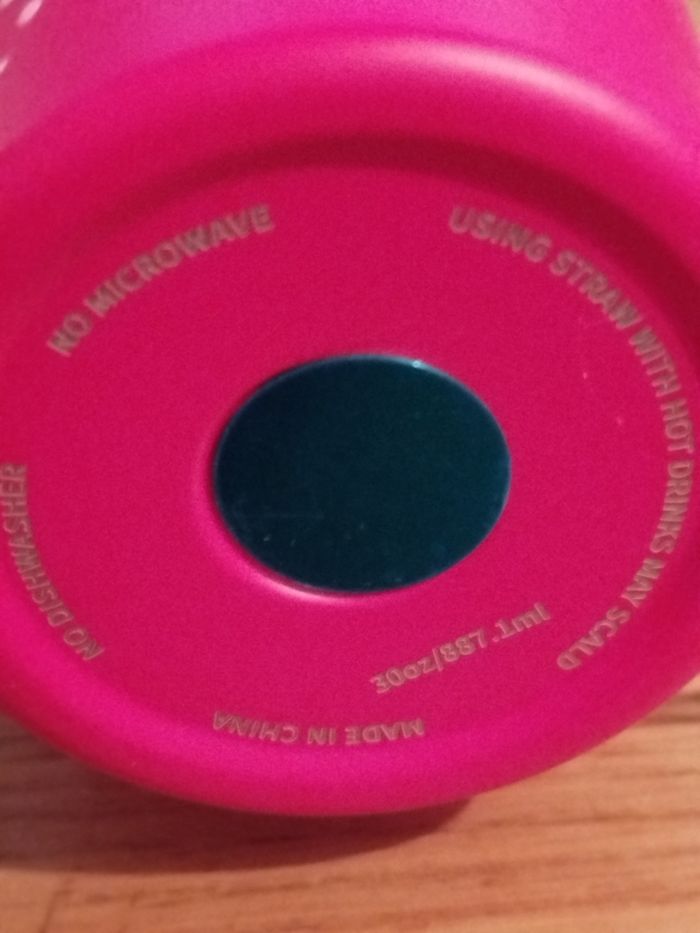 NO MICROWAVE
USING STRAW WITH HOT DRINKS MAY SCALD
30oz/887.1ml
MADE IN CHINA
NO DISHWASHER